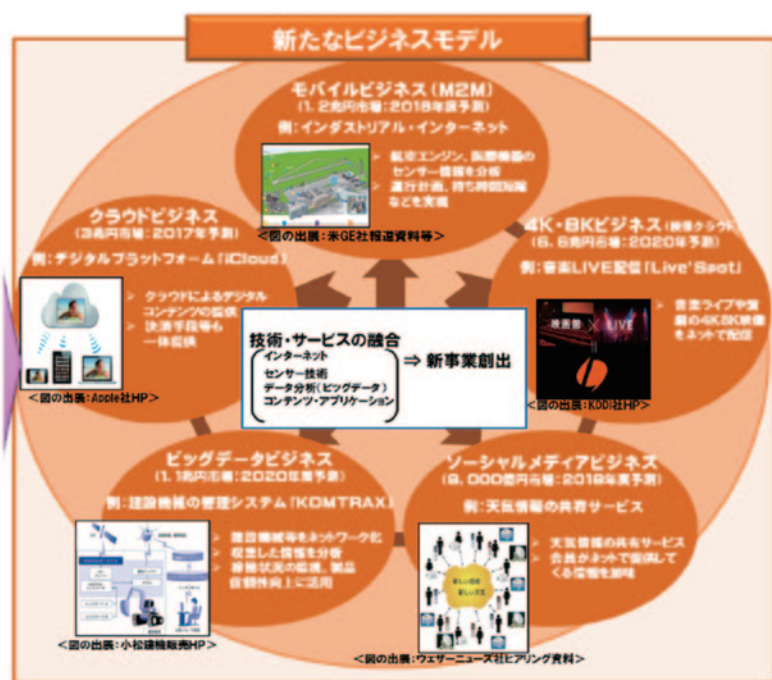 新たなビジネスモデル
モバイルビジネス(M2M)
(1.2兆円市場:2018年度予測)
例:インダストリアル・インターネット
➢ 航空エンジン、医療機器の
センサー情報を分析
➢ 運行計画、待ち時間短縮
などを実現
<図の出展:米GE社報道資料等>
クラウドビジネス
(3兆円市場:2017年予測)
例:デジタルプラットフォーム「iCloud」
➢ クラウドによるデジタル
コンテンツの提供
➢ 決済手段等も
一体提供
<図の出展:Apple社HP>
4K・8Kビジネス(映像クラウド)
(6.6兆円市場:2020年予測)
例:音楽LIVE配信「Live'Spot」
映画館 × LIVE
➢ 音楽ライブや演
劇の4K8K映像
をネットで配信
<図の出展:KDDI社HP>
技術・サービスの融合
インターネット
センサー技術
データ分析(ビッグデータ)
コンテンツ・アプリケーション
⇒ 新事業創出
ビッグデータビジネス
(1.1兆円市場:2020年度予測)
例:建設機械の管理システム「KOMTRAX」
➢ 建設機械等をネットワーク化
➢ 収集した情報を分析
➢ 稼働状況の監視、製品
信頼性向上に活用
<図の出展:小松建機販売HP>
ソーシャルメディアビジネス
(9,000億円市場:2018年度予測)
例:天気情報の共有サービス
➢ 天気情報の共有サービス
➢ 会員がネットで提供して
くる情報を加味
<図の出展:ウェザーニューズ社ヒアリング資料>